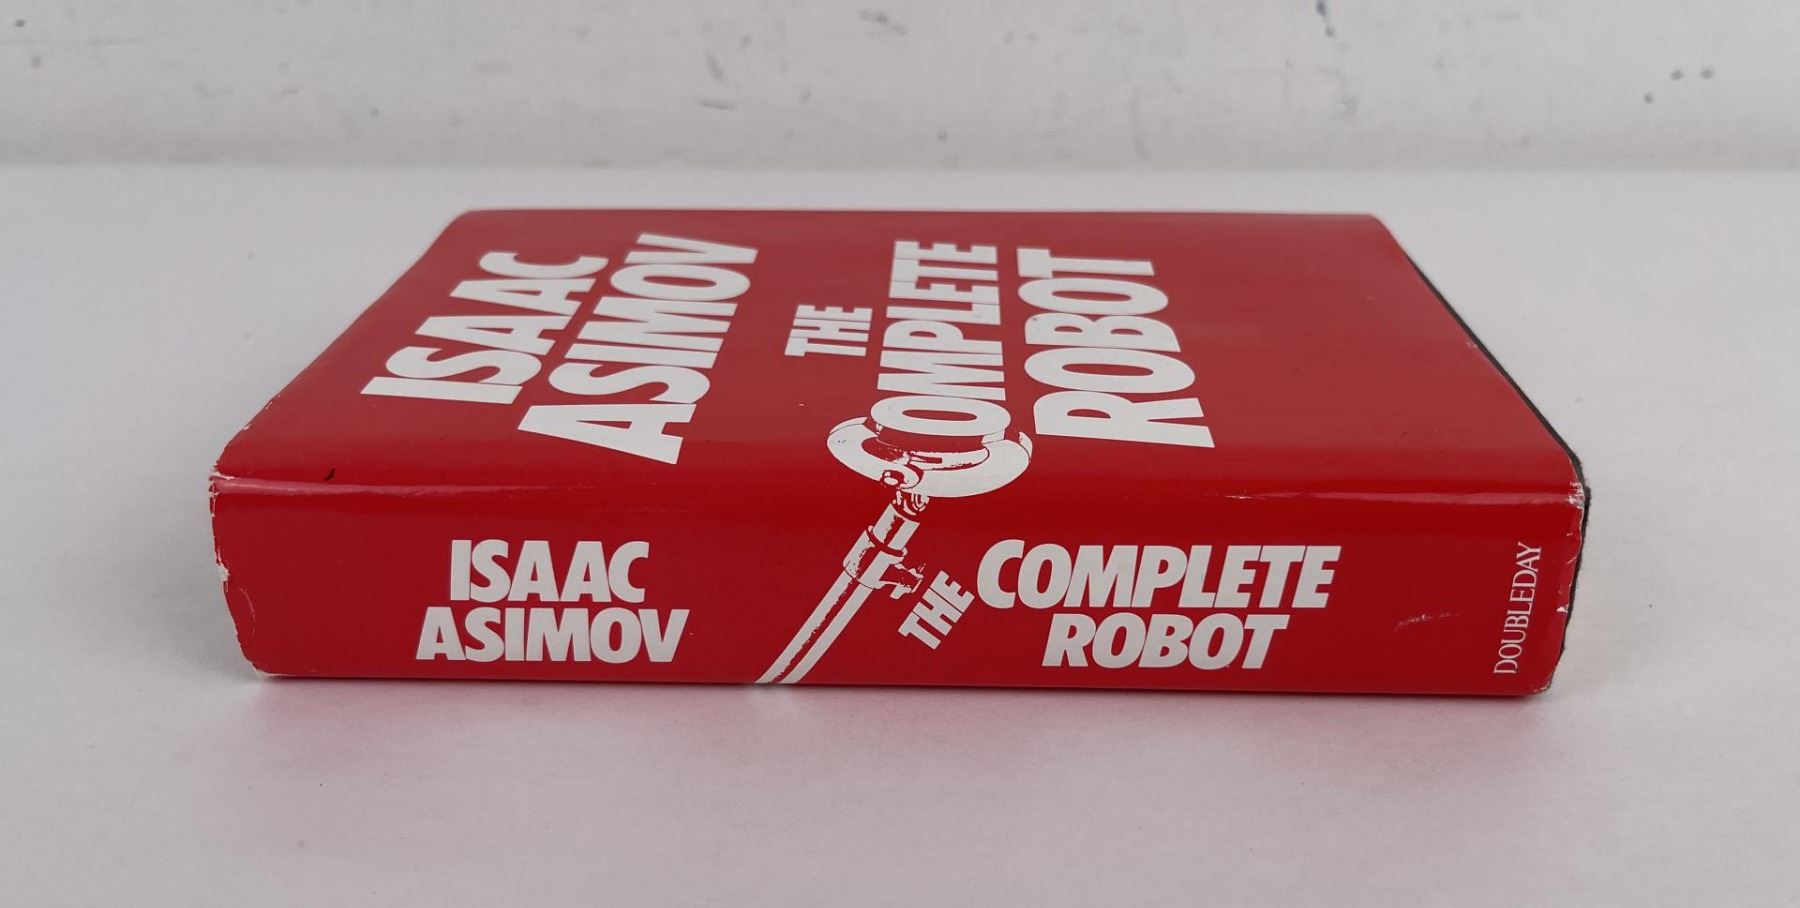 ISAAC
ASIMOV
THE
COMPLETE
ROBOT
ISAAC
ASIMOV
THE
COMPLETE
ROBOT
DOUBLEDAY